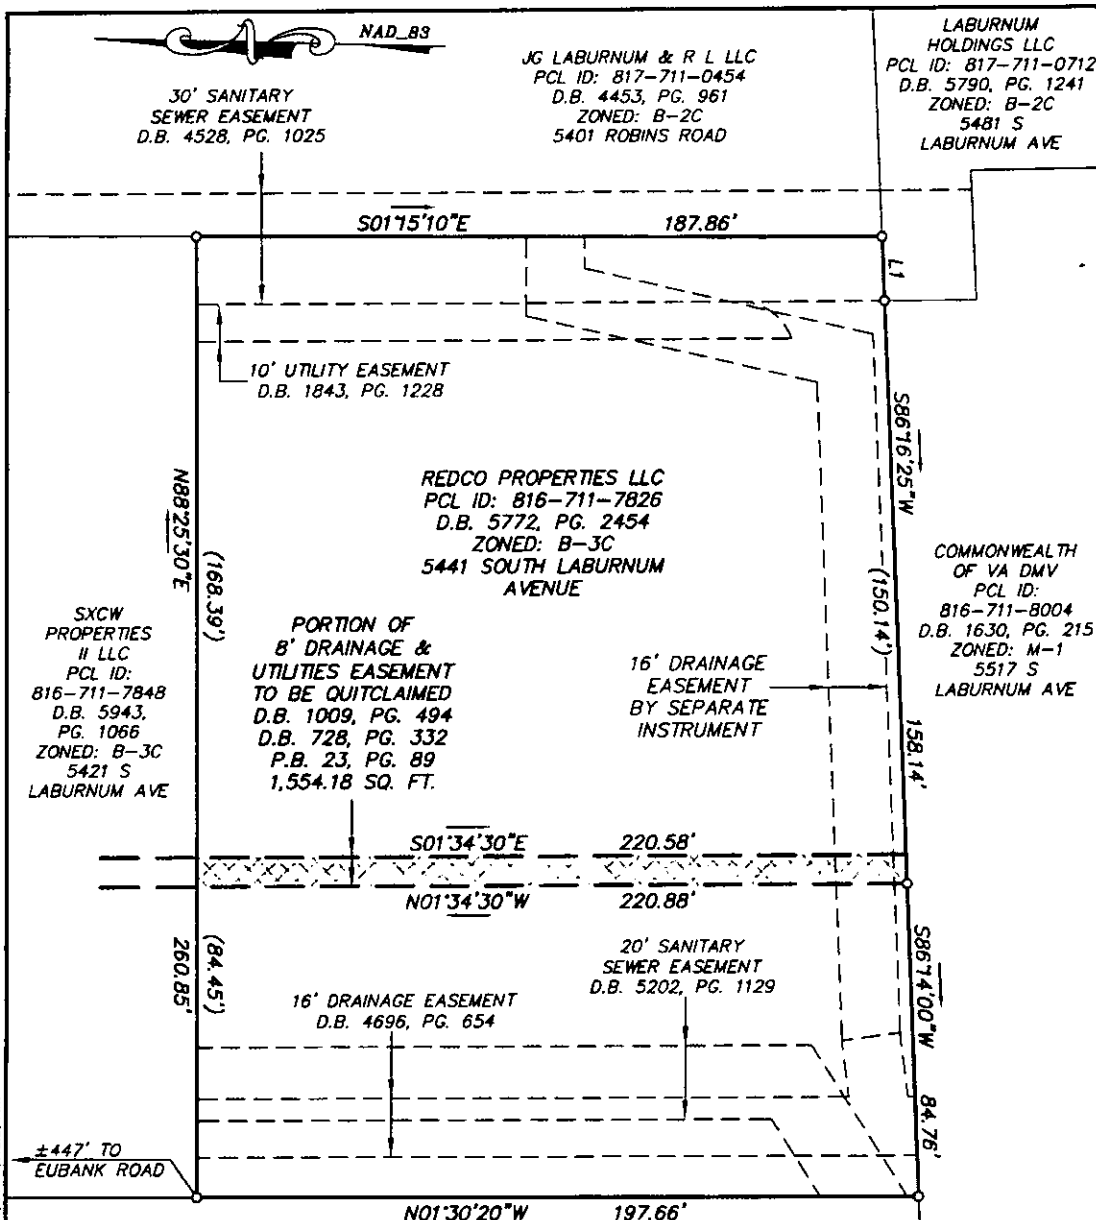 NAD_83
30' SANITARY
SEWER EASEMENT
D.B. 4528, PG. 1025
JG LABURNUM & R L LLC
PCL ID: 817-711-0454
D.B. 4453, PG. 961
ZONED: B-2C
5401 ROBINS ROAD
LABURNUM
HOLDINGS LLC
PCL ID: 817-711-0712
D.B. 5790, PG. 1241
ZONED: B-2C
5481 S
LABURNUM AVE
S01°15'10"E 187.86'
L1
10' UTILITY EASEMENT
D.B. 1843, PG. 1228
S86°16'25"W
N88°25'30"E
(168.39')
REDCO PROPERTIES LLC
PCL ID: 816-711-7826
D.B. 5772, PG. 2454
ZONED: B-3C
5441 SOUTH LABURNUM
AVENUE
(150.14')
COMMONWEALTH
OF VA DMV
PCL ID:
816-711-8004
D.B. 1630, PG. 215
ZONED: M-1
5517 S
LABURNUM AVE
SXCW
PROPERTIES
II LLC
PCL ID:
816-711-7848
D.B. 5943,
PG. 1066
ZONED: B-3C
5421 S
LABURNUM AVE
PORTION OF
8' DRAINAGE &
UTILITIES EASEMENT
TO BE QUITCLAIMED
D.B. 1009, PG. 494
D.B. 728, PG. 332
P.B. 23, PG. 89
1,554.18 SQ. FT.
16' DRAINAGE
EASEMENT
BY SEPARATE
INSTRUMENT
158.14'
S01°34'30"E 220.58'
N01°34'30"W 220.88'
(84.45')
260.85'
20' SANITARY
SEWER EASEMENT
D.B. 5202, PG. 1129
S86°14'00"W
16' DRAINAGE EASEMENT
D.B. 4696, PG. 654
84.76'
±447' TO
EUBANK ROAD
N01°30'20"W 197.66'